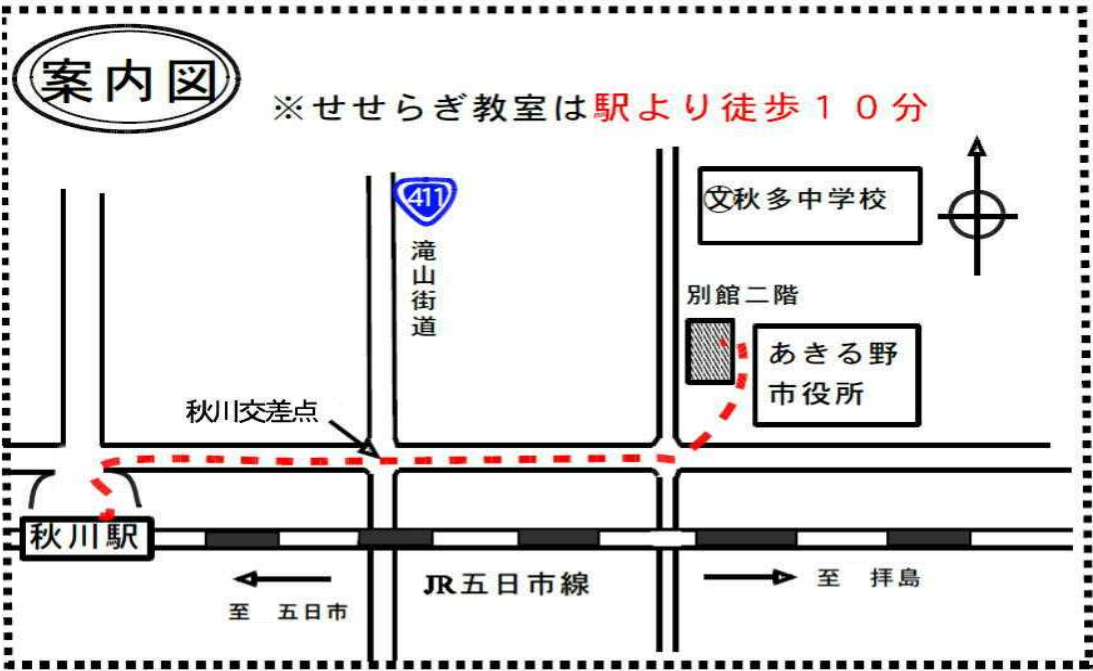 案内図
※せせらぎ教室は駅より徒歩１０分
411
滝山街道
文秋多中学校
別館二階
あきる野
市役所
秋川交差点
秋川駅
JR五日市線
至 五日市
至 拝島